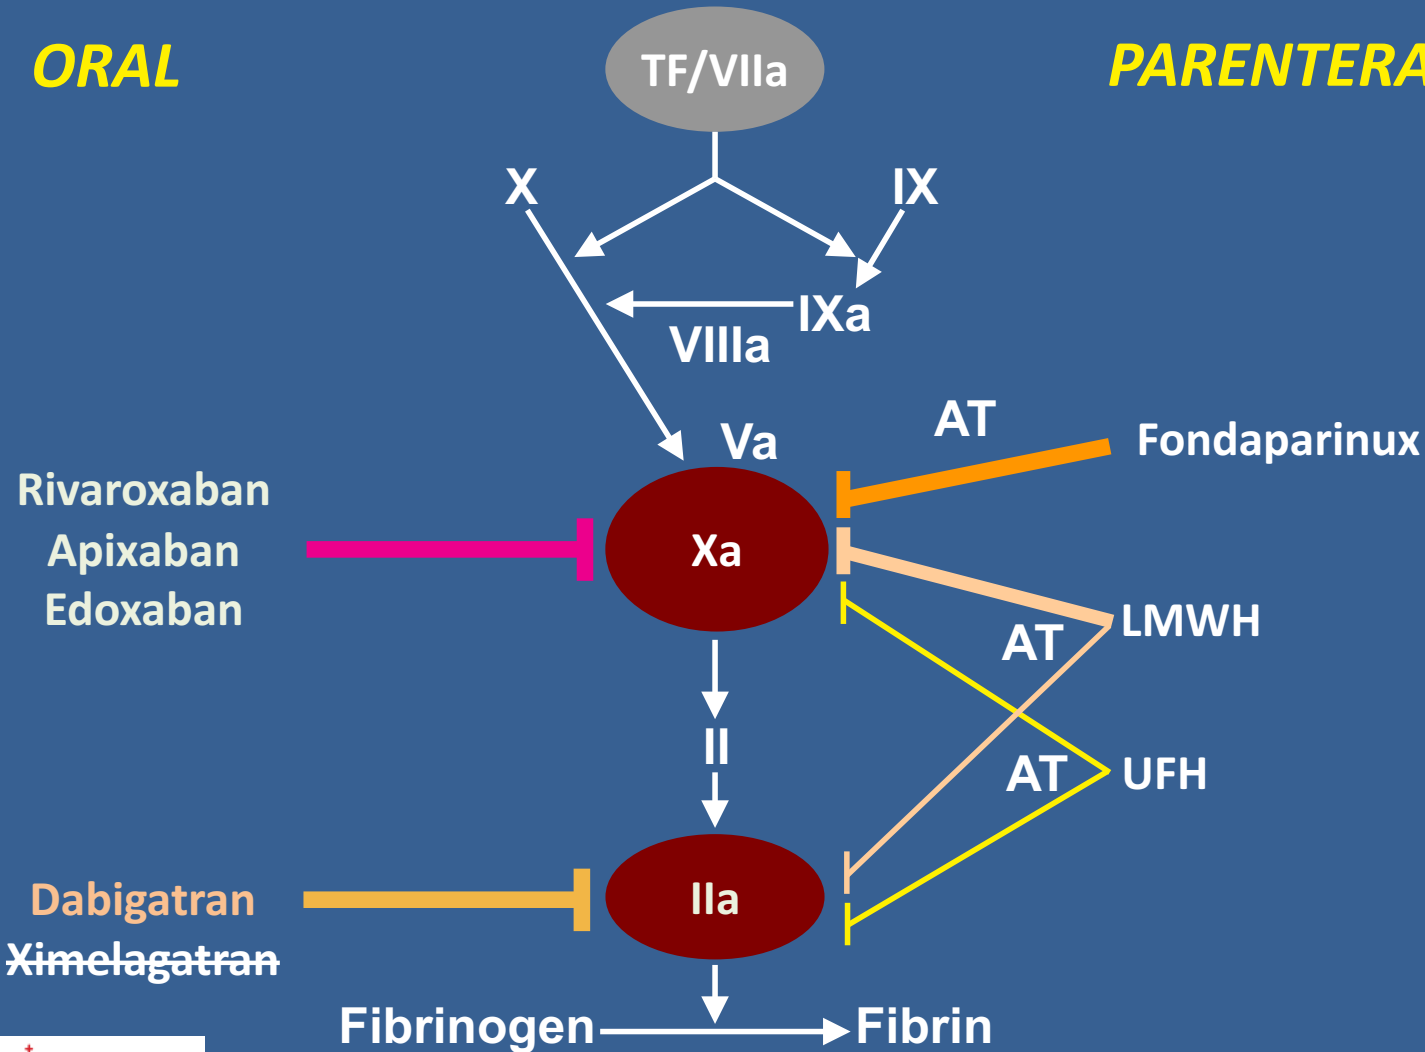 ORAL
TF/VIIa
PARENTERA
X
IX
IXa
VIIIa
Va
AT
Fondaparinux
Rivaroxaban
Apixaban
Edoxaban
Xa
AT
LMWH
II
AT
UFH
Dabigatran
Ximelagatran
IIa
Fibrinogen
Fibrin